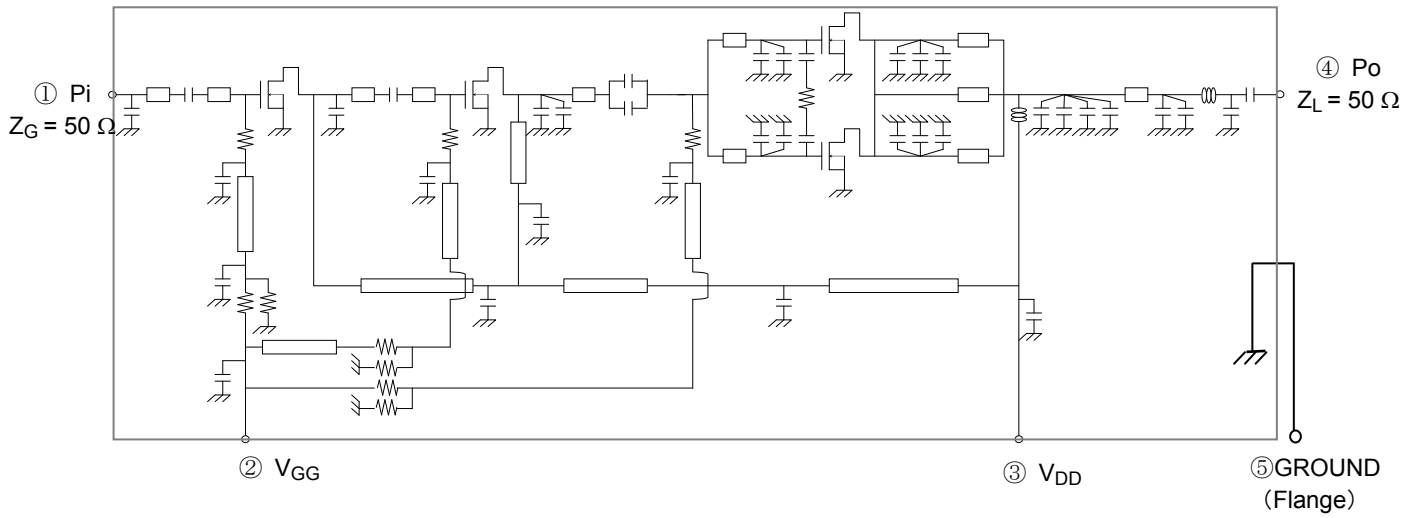 ① Pi
Z_G = 50 Ω
④ Po
Z_L = 50 Ω
② V_GG
③ V_DD
⑤GROUND
(Flange)